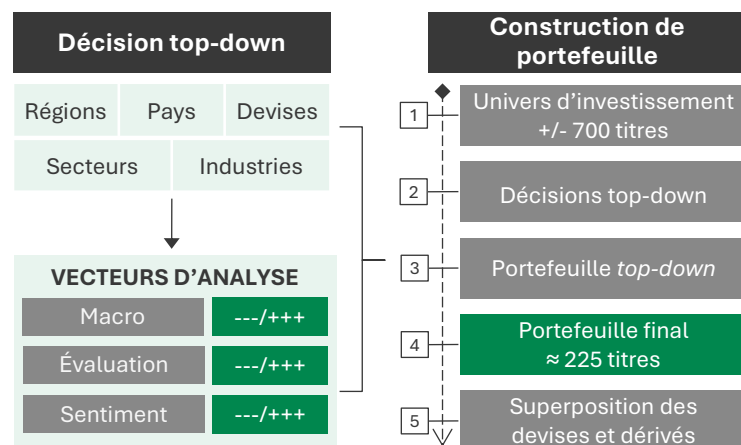 Décision top-down
Régions
Pays
Devises
Secteurs
Industries
VECTEURS D'ANALYSE
Macro
---/+++
Évaluation
---/+++
Sentiment
---/+++
Construction de
portefeuille
1
Univers d'investissement
+/- 700 titres
2
Décisions top-down
3
Portefeuille top-down
4
Portefeuille final
≈ 225 titres
5
Superposition des
devises et dérivés